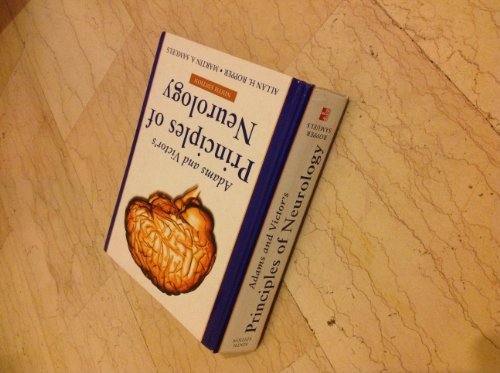 Adams and Victor's
Principles of
Neurology
NINTH EDITION
ALLAN H. ROPPER • MARTIN A. SAMUELS
NINTH
EDITION
Adams and Victor's
Principles of Neurology
ROPPER
SAMUELS